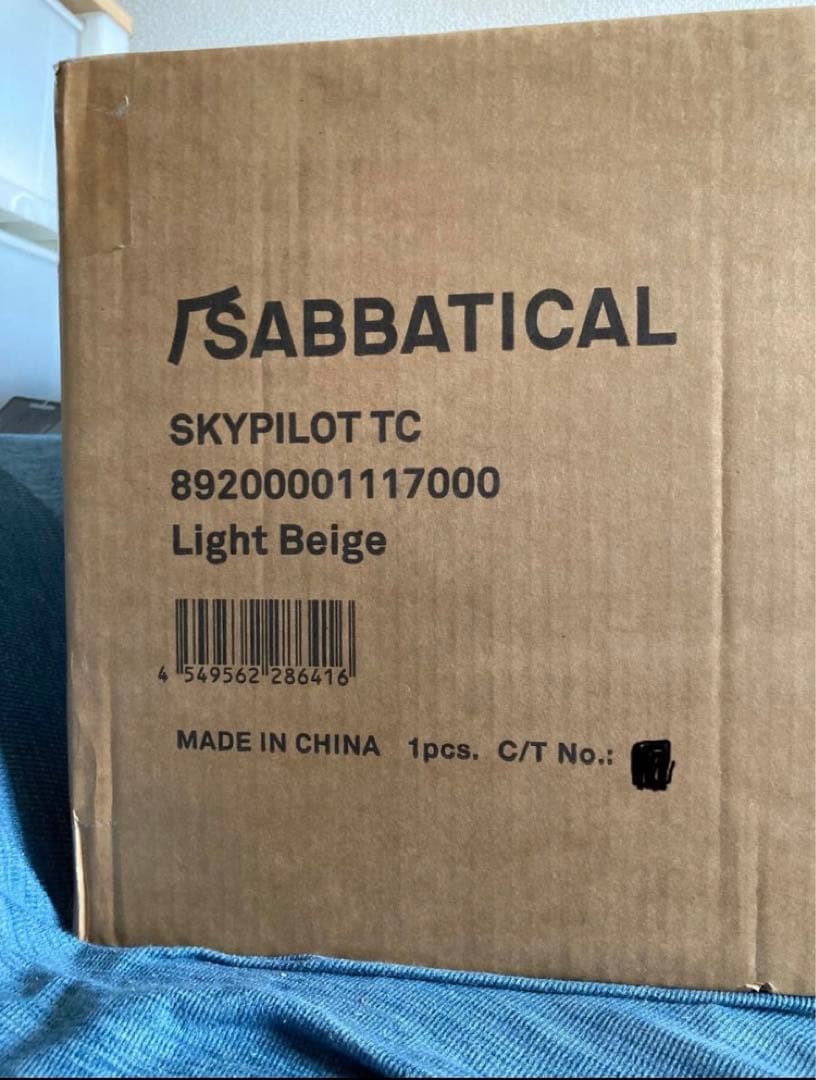 SABBATICAL
SKYPILOT TC
89200001117000
Light Beige
4 549562 286416
MADE IN CHINA 1pcs. C/T No.: